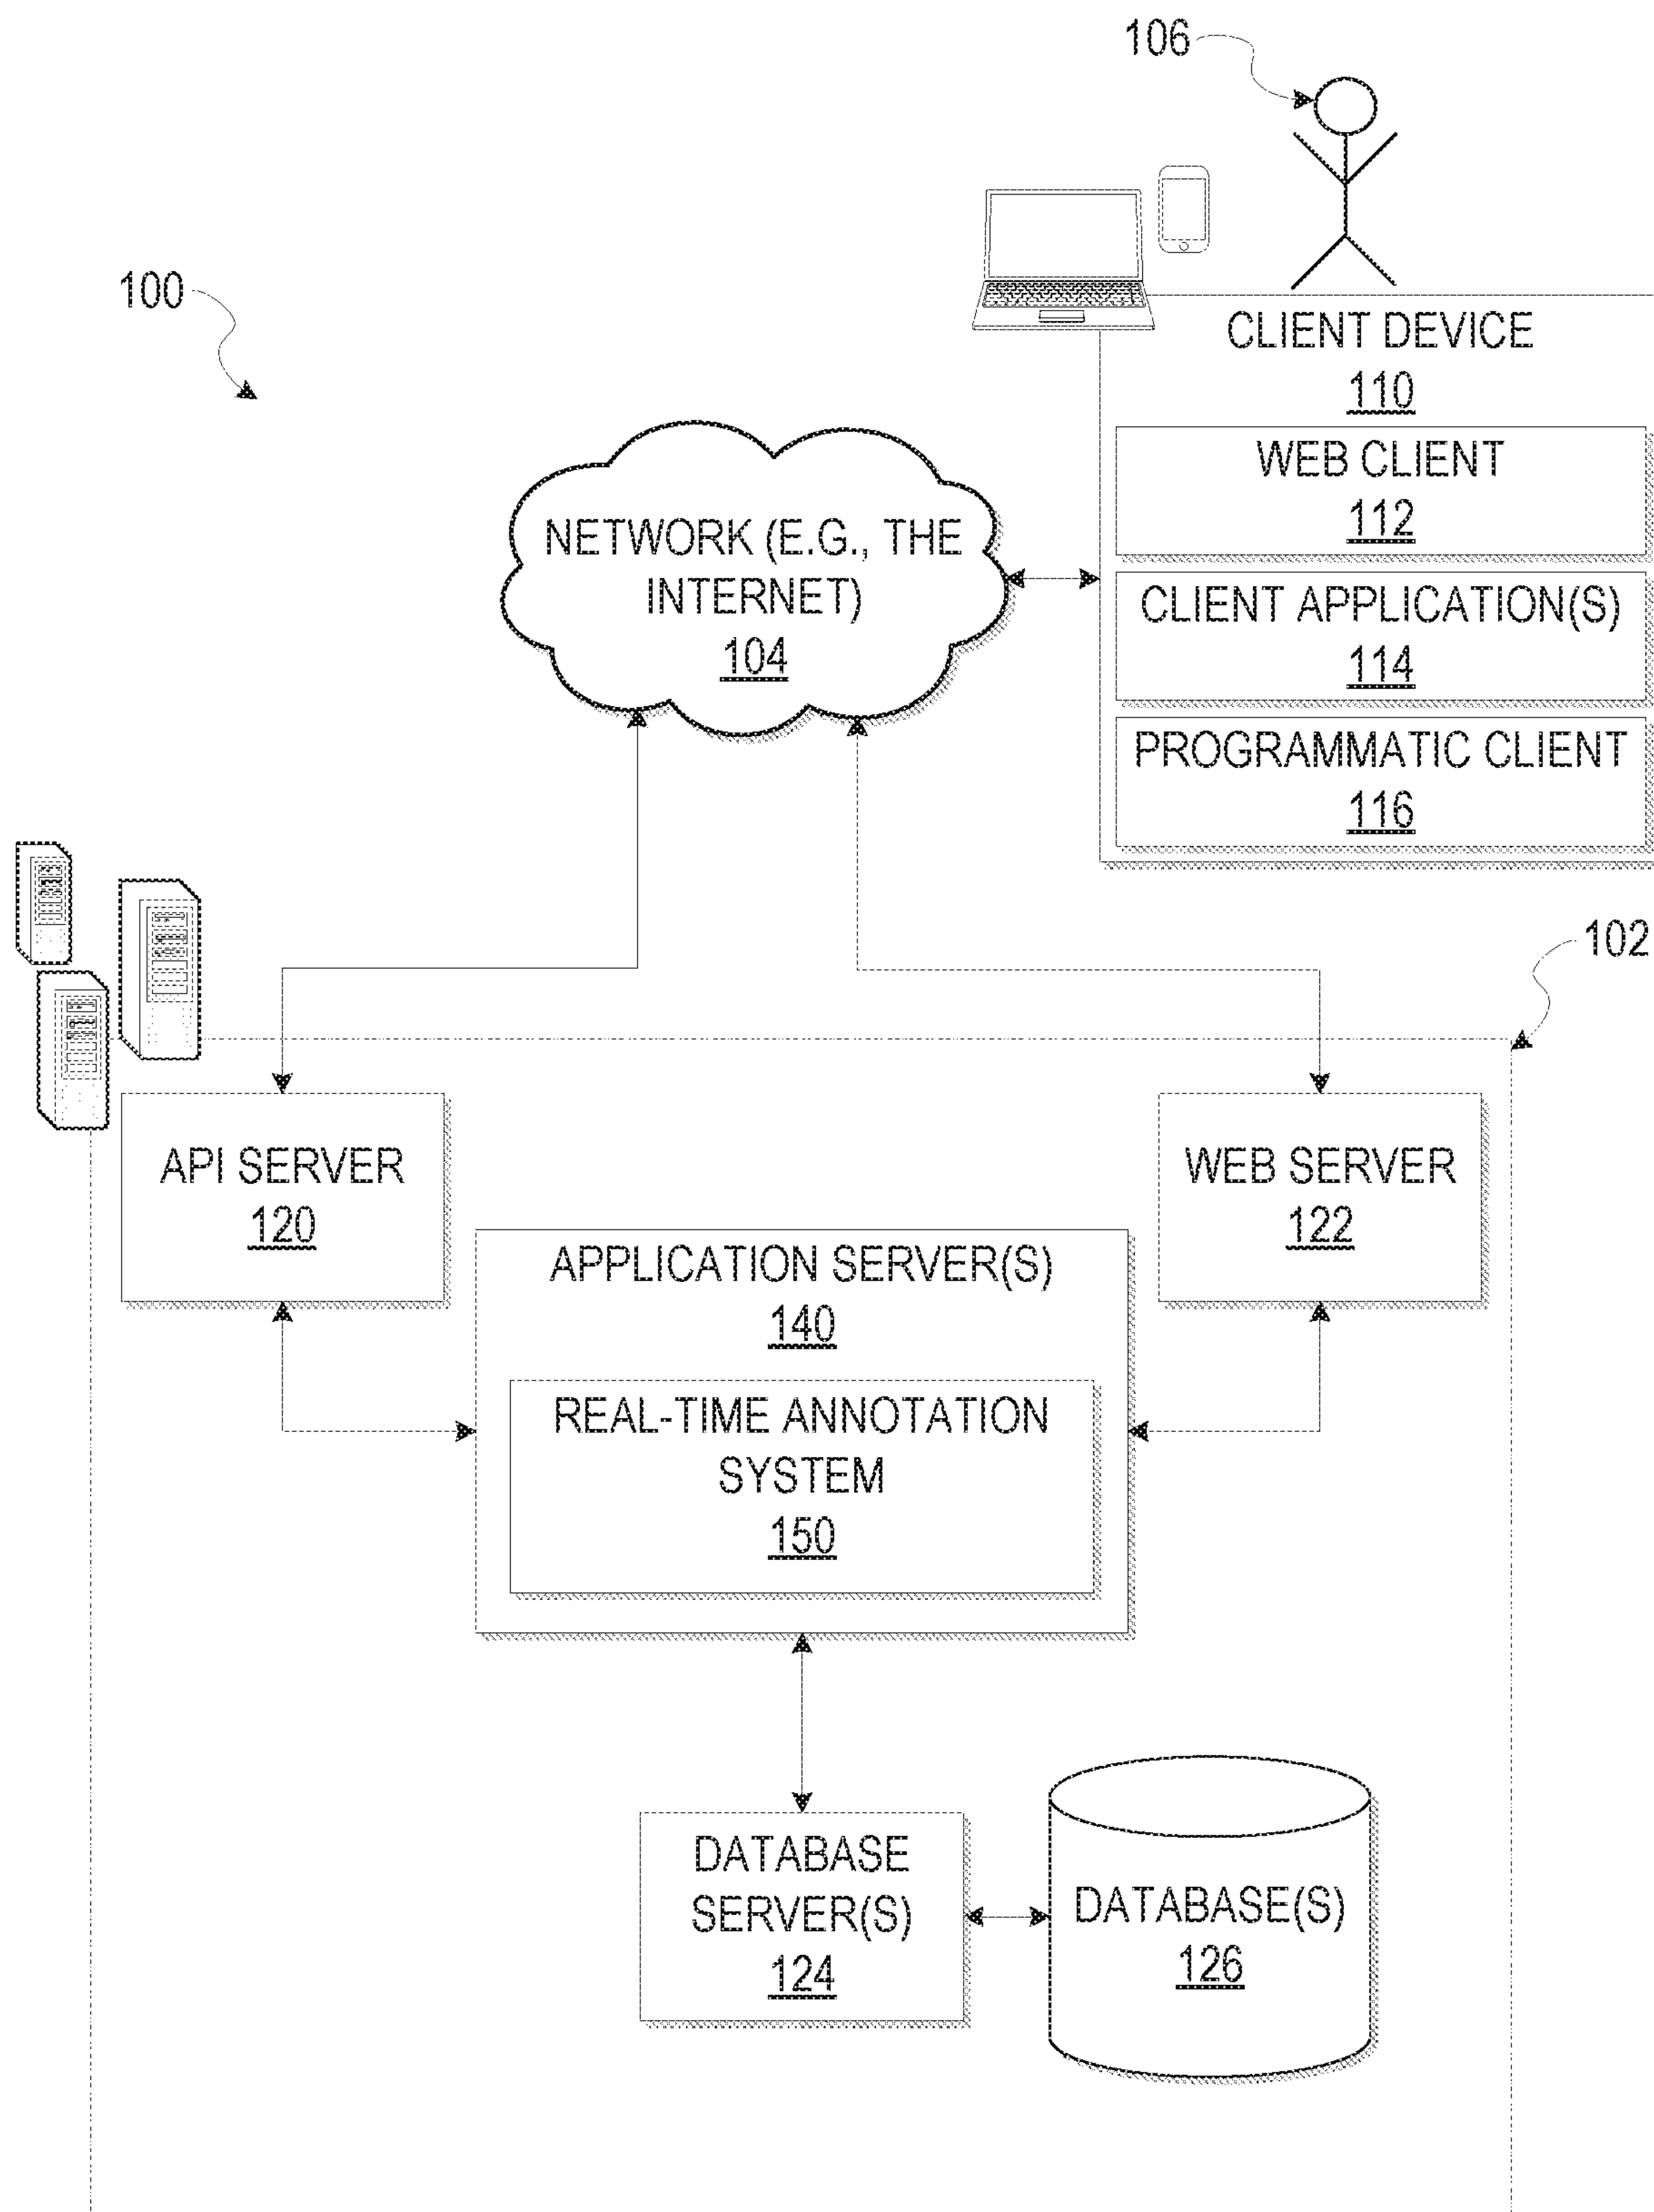 106
100
CLIENT DEVICE
110
WEB CLIENT
112
NETWORK (E.G., THE
INTERNET)
104
CLIENT APPLICATION(S)
114
PROGRAMMATIC CLIENT
116
102
API SERVER
120
WEB SERVER
122
APPLICATION SERVER(S)
140
REAL-TIME ANNOTATION
SYSTEM
150
DATABASE
SERVER(S)
124
DATABASE(S)
126